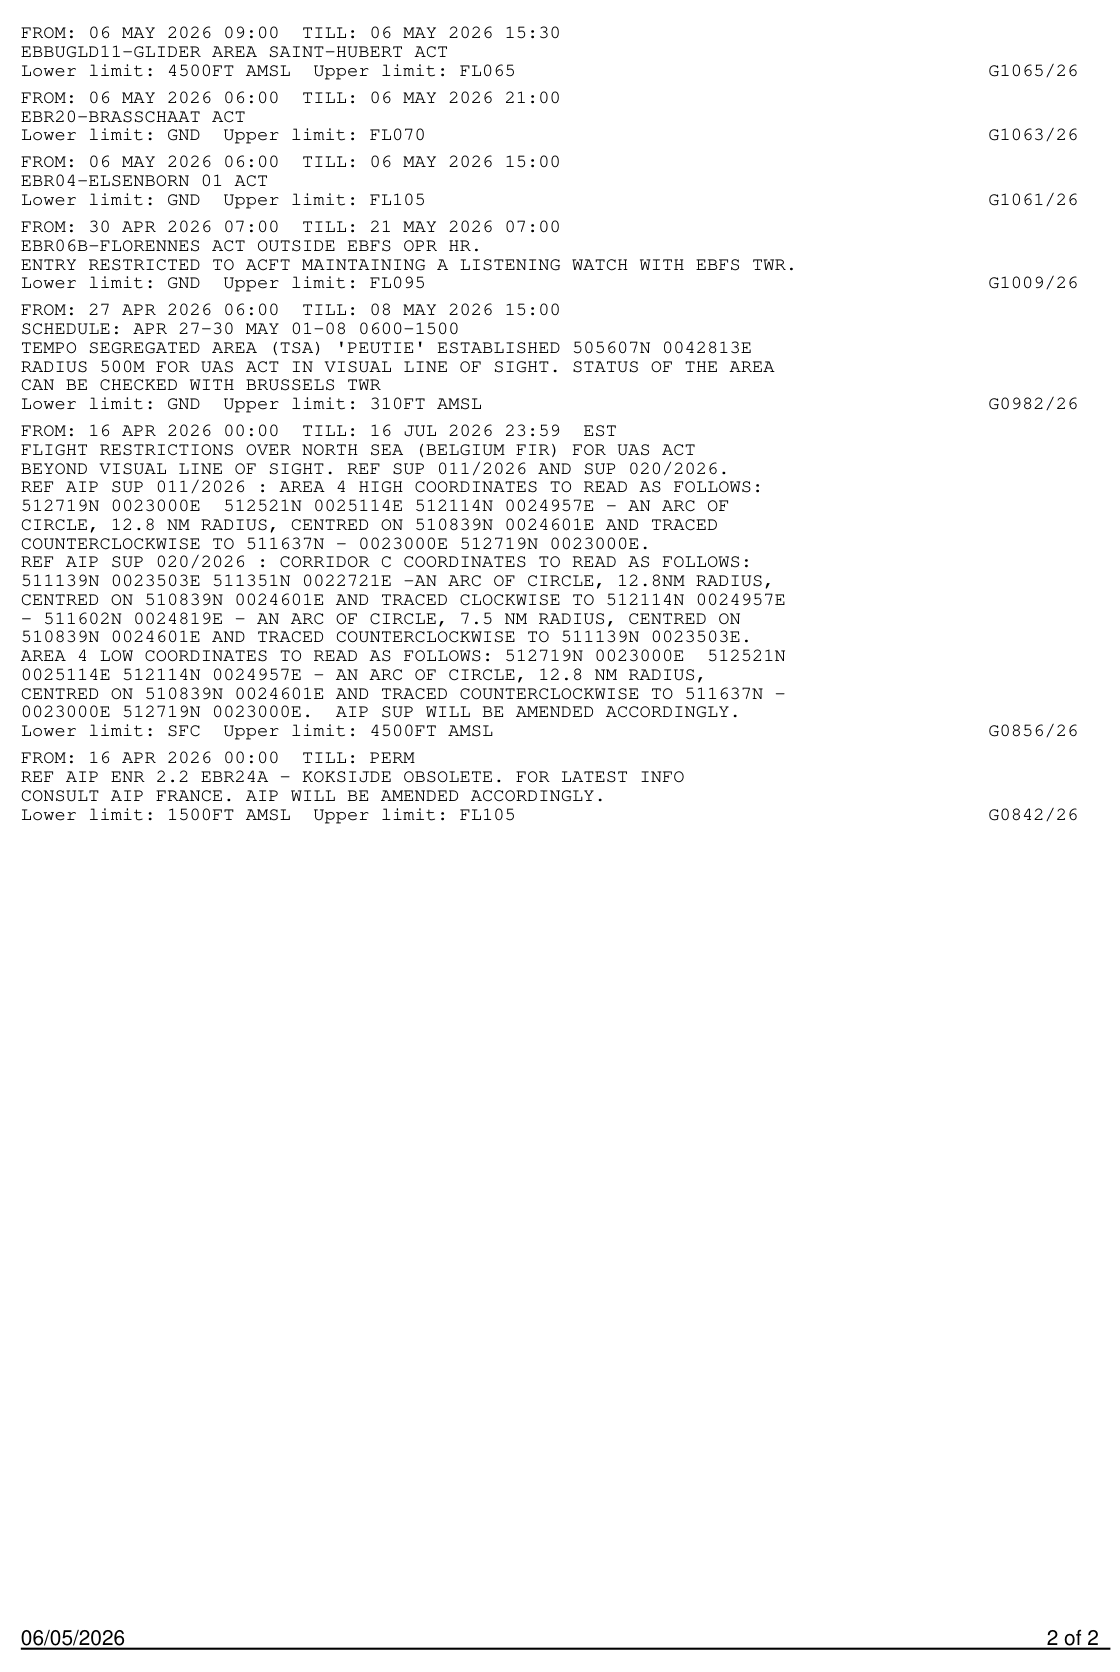 FROM: 06 MAY 2026 09:00  TILL: 06 MAY 2026 15:30
EBBUGLD11-GLIDER AREA SAINT-HUBERT ACT
Lower limit: 4500FT AMSL  Upper limit: FL065 G1065/26
FROM: 06 MAY 2026 06:00  TILL: 06 MAY 2026 21:00
EBR20-BRASSCHAAT ACT
Lower limit: GND  Upper limit: FL070 G1063/26
FROM: 06 MAY 2026 06:00  TILL: 06 MAY 2026 15:00
EBR04-ELSENBORN 01 ACT
Lower limit: GND  Upper limit: FL105 G1061/26
FROM: 30 APR 2026 07:00  TILL: 21 MAY 2026 07:00
EBR06B-FLORENNES ACT OUTSIDE EBFS OPR HR.
ENTRY RESTRICTED TO ACFT MAINTAINING A LISTENING WATCH WITH EBFS TWR.
Lower limit: GND  Upper limit: FL095 G1009/26
FROM: 27 APR 2026 06:00  TILL: 08 MAY 2026 15:00
SCHEDULE: APR 27-30 MAY 01-08 0600-1500
TEMPO SEGREGATED AREA (TSA) 'PEUTIE' ESTABLISHED 505607N 0042813E
RADIUS 500M FOR UAS ACT IN VISUAL LINE OF SIGHT. STATUS OF THE AREA
CAN BE CHECKED WITH BRUSSELS TWR
Lower limit: GND  Upper limit: 310FT AMSL G0982/26
FROM: 16 APR 2026 00:00  TILL: 16 JUL 2026 23:59  EST
FLIGHT RESTRICTIONS OVER NORTH SEA (BELGIUM FIR) FOR UAS ACT
BEYOND VISUAL LINE OF SIGHT. REF SUP 011/2026 AND SUP 020/2026.
REF AIP SUP 011/2026 : AREA 4 HIGH COORDINATES TO READ AS FOLLOWS:
512719N 0023000E  512521N 0025114E 512114N 0024957E - AN ARC OF
CIRCLE, 12.8 NM RADIUS, CENTRED ON 510839N 0024601E AND TRACED
COUNTERCLOCKWISE TO 511637N - 0023000E 512719N 0023000E.
REF AIP SUP 020/2026 : CORRIDOR C COORDINATES TO READ AS FOLLOWS:
511139N 0023503E 511351N 0022721E -AN ARC OF CIRCLE, 12.8NM RADIUS,
CENTRED ON 510839N 0024601E AND TRACED CLOCKWISE TO 512114N 0024957E
- 511602N 0024819E - AN ARC OF CIRCLE, 7.5 NM RADIUS, CENTRED ON
510839N 0024601E AND TRACED COUNTERCLOCKWISE TO 511139N 0023503E.
AREA 4 LOW COORDINATES TO READ AS FOLLOWS: 512719N 0023000E  512521N
0025114E 512114N 0024957E - AN ARC OF CIRCLE, 12.8 NM RADIUS,
CENTRED ON 510839N 0024601E AND TRACED COUNTERCLOCKWISE TO 511637N -
0023000E 512719N 0023000E.  AIP SUP WILL BE AMENDED ACCORDINGLY.
Lower limit: SFC  Upper limit: 4500FT AMSL G0856/26
FROM: 16 APR 2026 00:00  TILL: PERM
REF AIP ENR 2.2 EBR24A - KOKSIJDE OBSOLETE. FOR LATEST INFO
CONSULT AIP FRANCE. AIP WILL BE AMENDED ACCORDINGLY.
Lower limit: 1500FT AMSL  Upper limit: FL105 G0842/26
06/05/2026 2 of 2